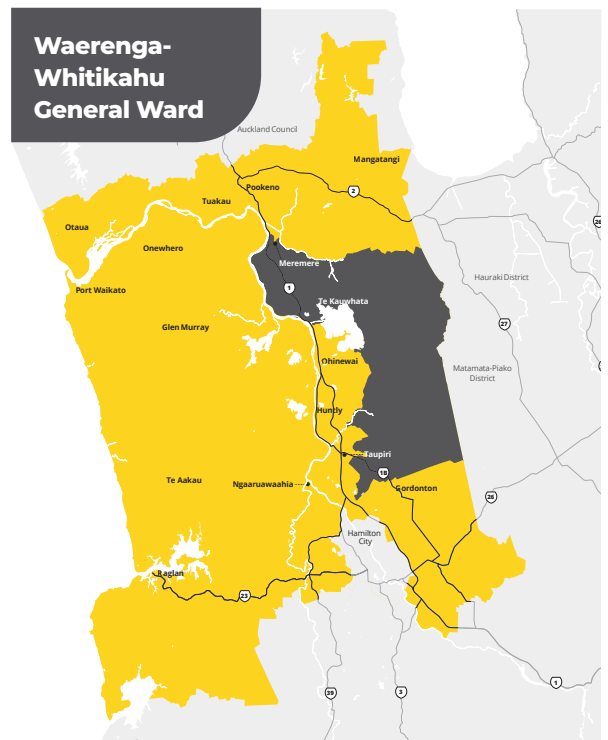 Waerenga-
Whitikahu
General Ward
Auckland Council
Mangatangi
Pookeno
2
Tuakau
Otaua
Onewhero
26
Meremere
Hauraki District
Port Waikato
1
Te Kauwhata
Glen Murray
27
Ohinewai
Matamata-Piako
District
Huntly
Taupiri
18
Te Aakau
Ngaaruawaahia
Gordonton
26
Hamilton
City
Raglan
23
39
3
1